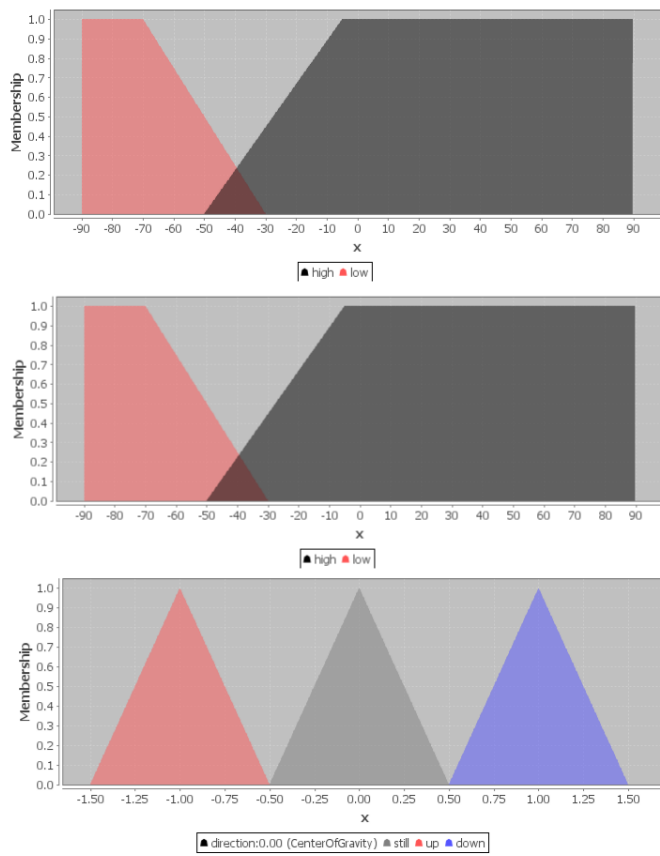 1.0
0.9
0.8
0.7
0.6
0.5
0.4
0.3
0.2
0.1
0.0
Membership
-90 -80 -70 -60 -50 -40 -30 -20 -10 0 10 20 30 40 50 60 70 80 90
x
high low
1.0
0.9
0.8
0.7
0.6
0.5
0.4
0.3
0.2
0.1
0.0
Membership
-90 -80 -70 -60 -50 -40 -30 -20 -10 0 10 20 30 40 50 60 70 80 90
x
high low
1.0
0.9
0.8
0.7
0.6
0.5
0.4
0.3
0.2
0.1
0.0
Membership
-1.50 -1.25 -1.00 -0.75 -0.50 -0.25 0.00 0.25 0.50 0.75 1.00 1.25 1.50
x
direction:0.00 (CenterOfGravity) still up down